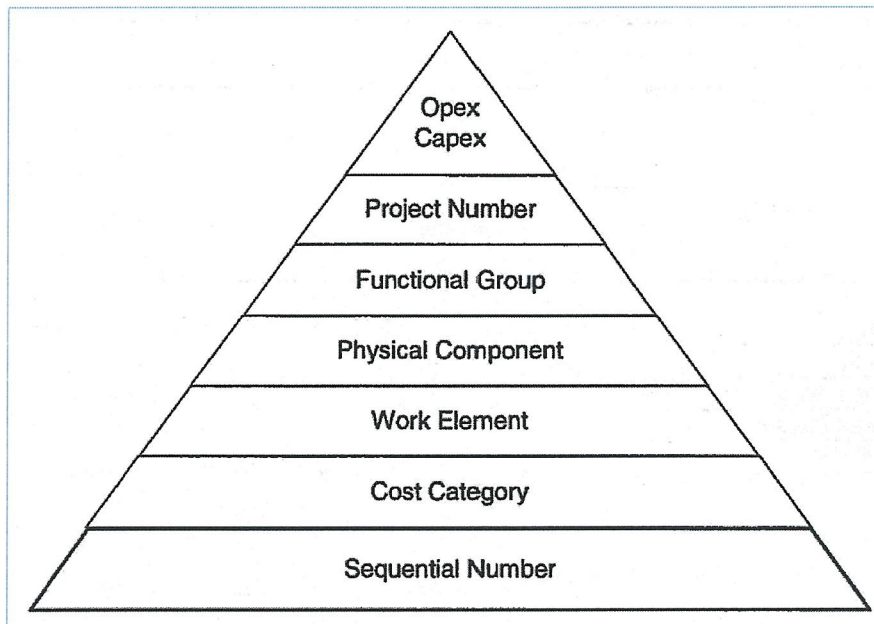 Opex
Capex
Project Number
Functional Group
Physical Component
Work Element
Cost Category
Sequential Number